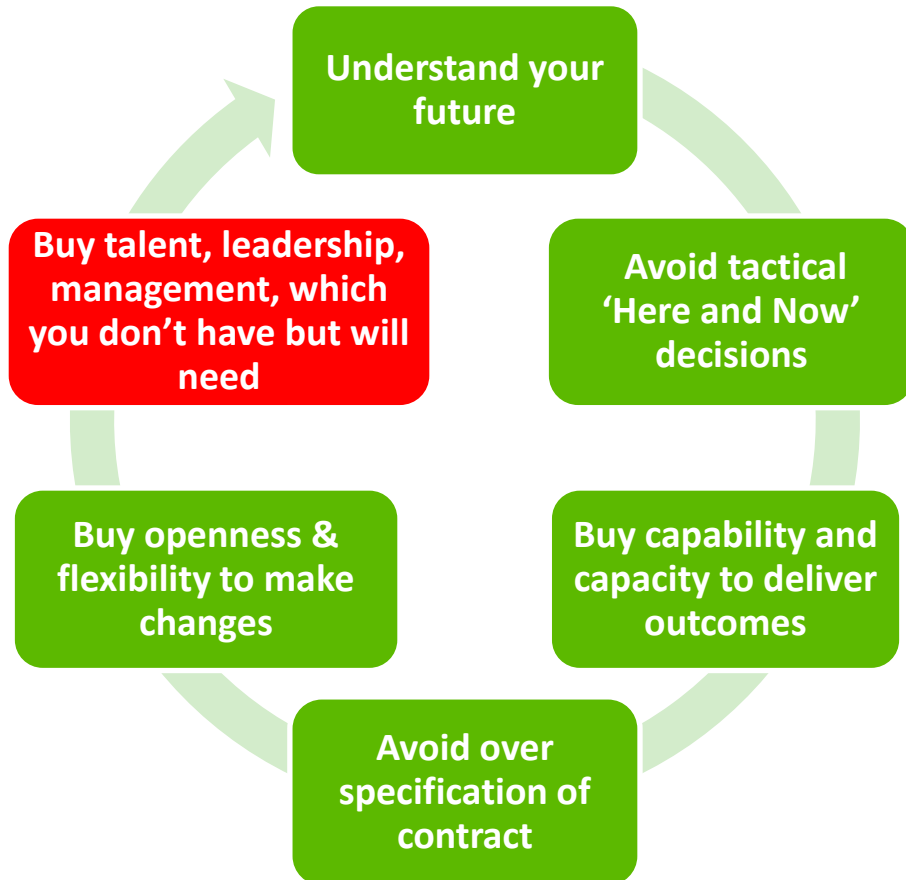 Understand your
future
Avoid tactical
‘Here and Now’
decisions
Buy capability and
capacity to deliver
outcomes
Avoid over
specification of
contract
Buy openness &
flexibility to make
changes
Buy talent, leadership,
management, which
you don’t have but will
need